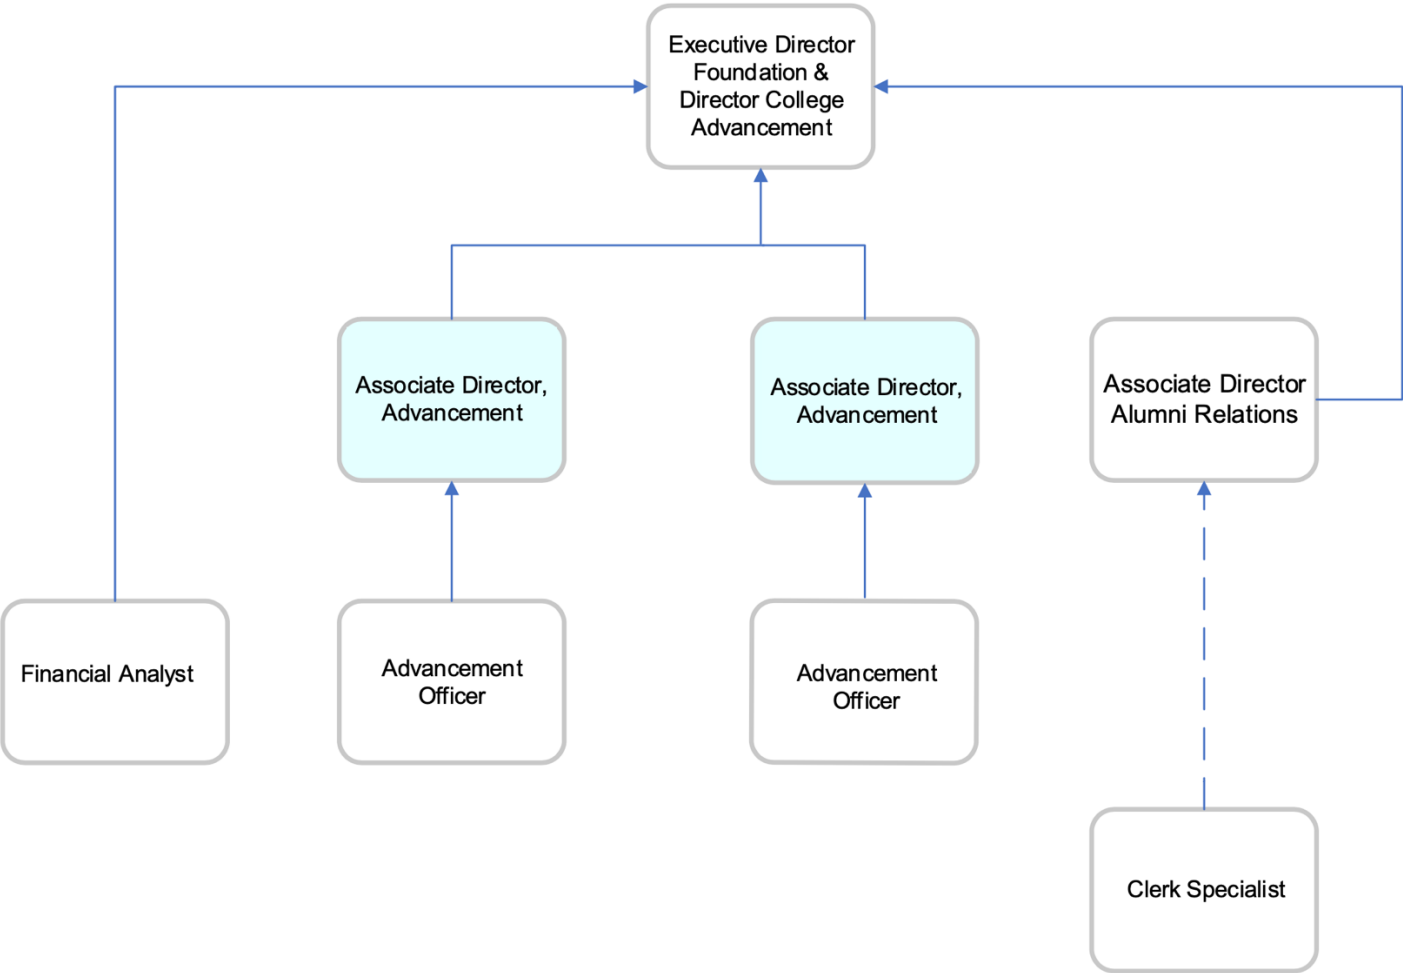 Executive Director
Foundation &
Director College
Advancement
Associate Director,
Advancement
Associate Director,
Advancement
Associate Director
Alumni Relations
Financial Analyst
Advancement
Officer
Advancement
Officer
Clerk Specialist